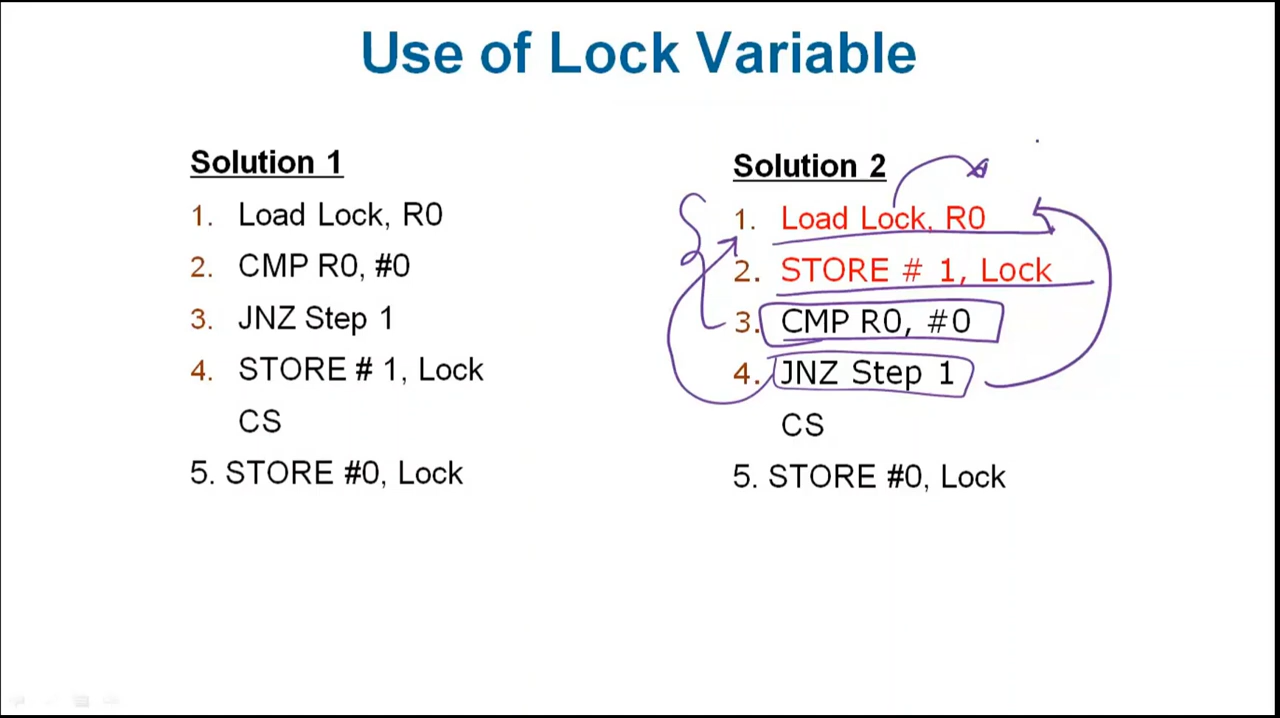 Use of Lock Variable
Solution 1
1. Load Lock, R0
2. CMP R0, #0
3. JNZ Step 1
4. STORE # 1, Lock
CS
5. STORE #0, Lock
Solution 2
1. Load Lock, R0
2. STORE # 1, Lock
3. CMP R0, #0
4. JNZ Step 1
CS
5. STORE #0, Lock